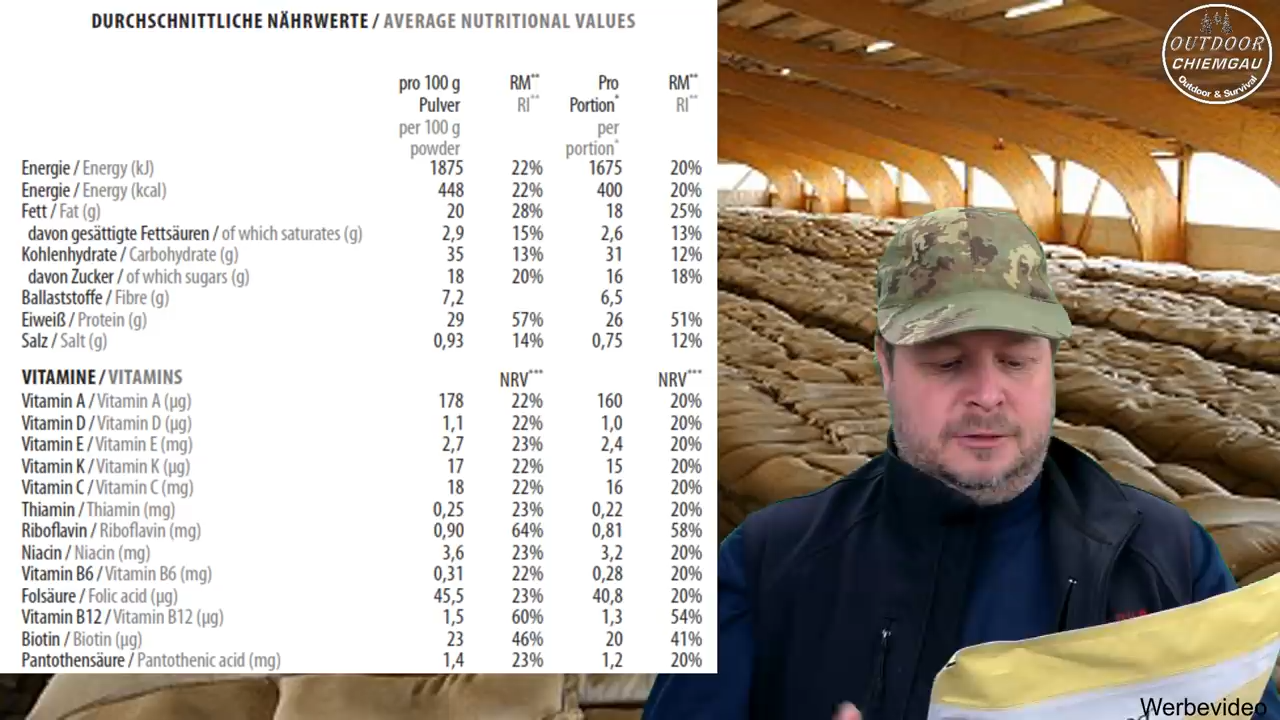 DURCHSCHNITTLICHE NÄHRWERTE / AVERAGE NUTRITIONAL VALUES
pro 100 g RM** Pro RM**
Pulver RI** Portion* RI**
per 100 g per
powder portion*
Energie / Energy (kJ) 1875 22% 1675 20%
Energie / Energy (kcal) 448 22% 400 20%
Fett / Fat (g) 20 28% 18 25%
davon gesättigte Fettsäuren / of which saturates (g) 2,9 15% 2,6 13%
Kohlenhydrate / Carbohydrate (g) 35 13% 31 12%
davon Zucker / of which sugars (g) 18 20% 16 18%
Ballaststoffe / Fibre (g) 7,2 6,5
Eiweiß / Protein (g) 29 57% 26 51%
Salz / Salt (g) 0,93 14% 0,75 12%
VITAMINE / VITAMINS NRV*** NRV***
Vitamin A / Vitamin A (µg) 178 22% 160 20%
Vitamin D / Vitamin D (µg) 1,1 22% 1,0 20%
Vitamin E / Vitamin E (mg) 2,7 23% 2,4 20%
Vitamin K / Vitamin K (µg) 17 22% 15 20%
Vitamin C / Vitamin C (mg) 18 22% 16 20%
Thiamin / Thiamin (mg) 0,25 23% 0,22 20%
Riboflavin / Riboflavin (mg) 0,90 64% 0,81 58%
Niacin / Niacin (mg) 3,6 23% 3,2 20%
Vitamin B6 / Vitamin B6 (mg) 0,31 22% 0,28 20%
Folsäure / Folic acid (µg) 45,5 23% 40,8 20%
Vitamin B12 / Vitamin B12 (µg) 1,5 60% 1,3 54%
Biotin / Biotin (µg) 23 46% 20 41%
Pantothensäure / Pantothenic acid (mg) 1,4 23% 1,2 20%
OUTDOOR
CHIEMGAU
Outdoor & Survival
Werbevideo